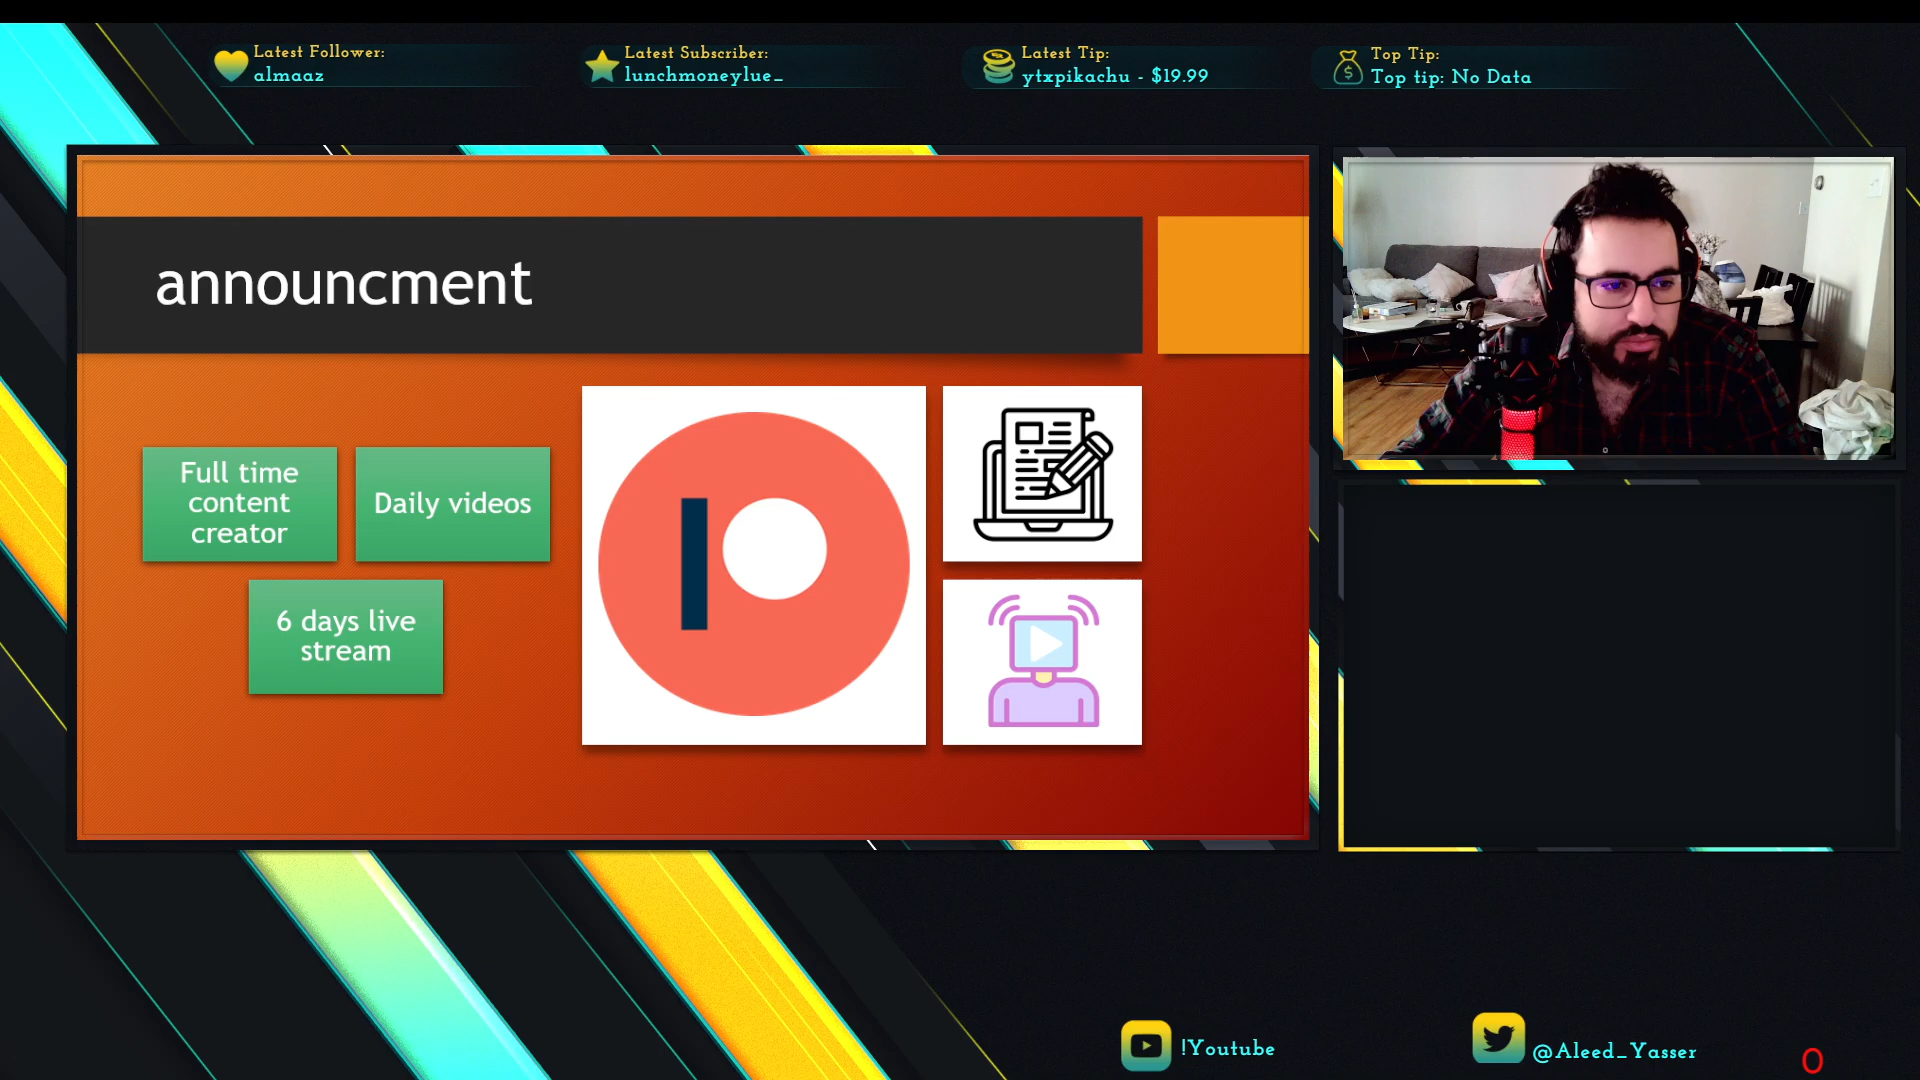 Latest Follower:
almaaz
Latest Subscriber:
lunchmoneylue_
Latest Tip:
ytxpikachu - $19.99
Top Tip:
Top tip: No Data
announcment
Full time
content
creator
Daily videos
6 days live
stream
!Youtube
@Aleed_Yasser
0